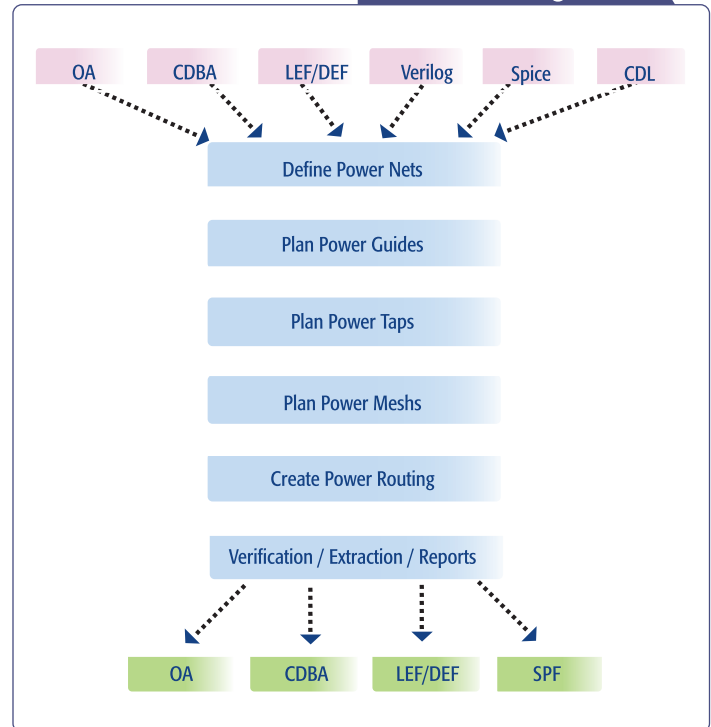 OA CDBA LEF/DEF Verilog Spice CDL
Define Power Nets
Plan Power Guides
Plan Power Taps
Plan Power Meshs
Create Power Routing
Verification / Extraction / Reports
OA CDBA LEF/DEF SPF